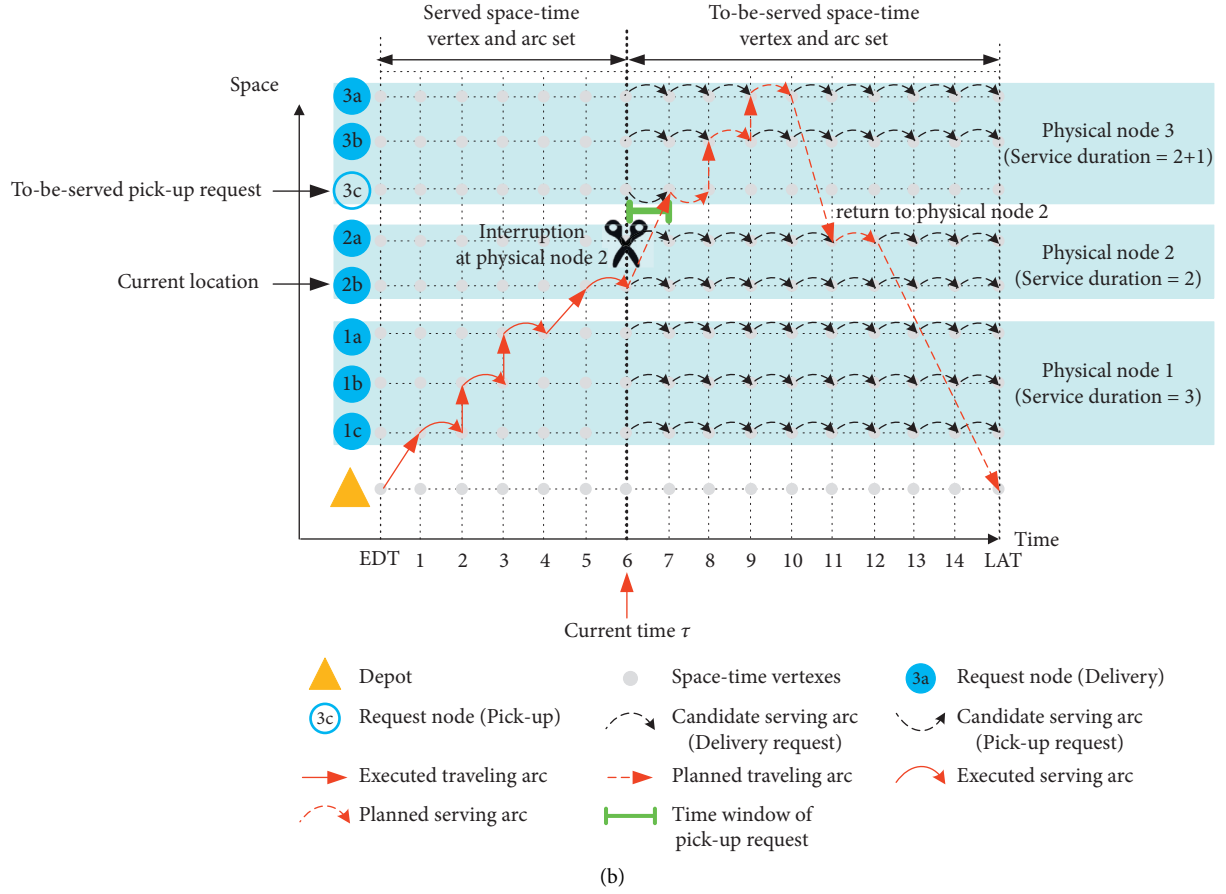 Served space-time
vertex and arc set
To-be-served space-time
vertex and arc set
Space
3a
3b
Physical node 3
(Service duration = 2+1)
To-be-served pick-up request
3c
return to physical node 2
Interruption
at physical node 2
2a
Physical node 2
(Service duration = 2)
Current location
2b
1a
1b
Physical node 1
(Service duration = 3)
1c
Time
EDT 1 2 3 4 5 6 7 8 9 10 11 12 13 14 LAT
Current time τ
Depot
Space-time vertexes
3a Request node (Delivery)
3c Request node (Pick-up)
Candidate serving arc
(Delivery request)
Candidate serving arc
(Pick-up request)
Executed traveling arc
Planned traveling arc
Executed serving arc
Planned serving arc
Time window of
pick-up request
(b)